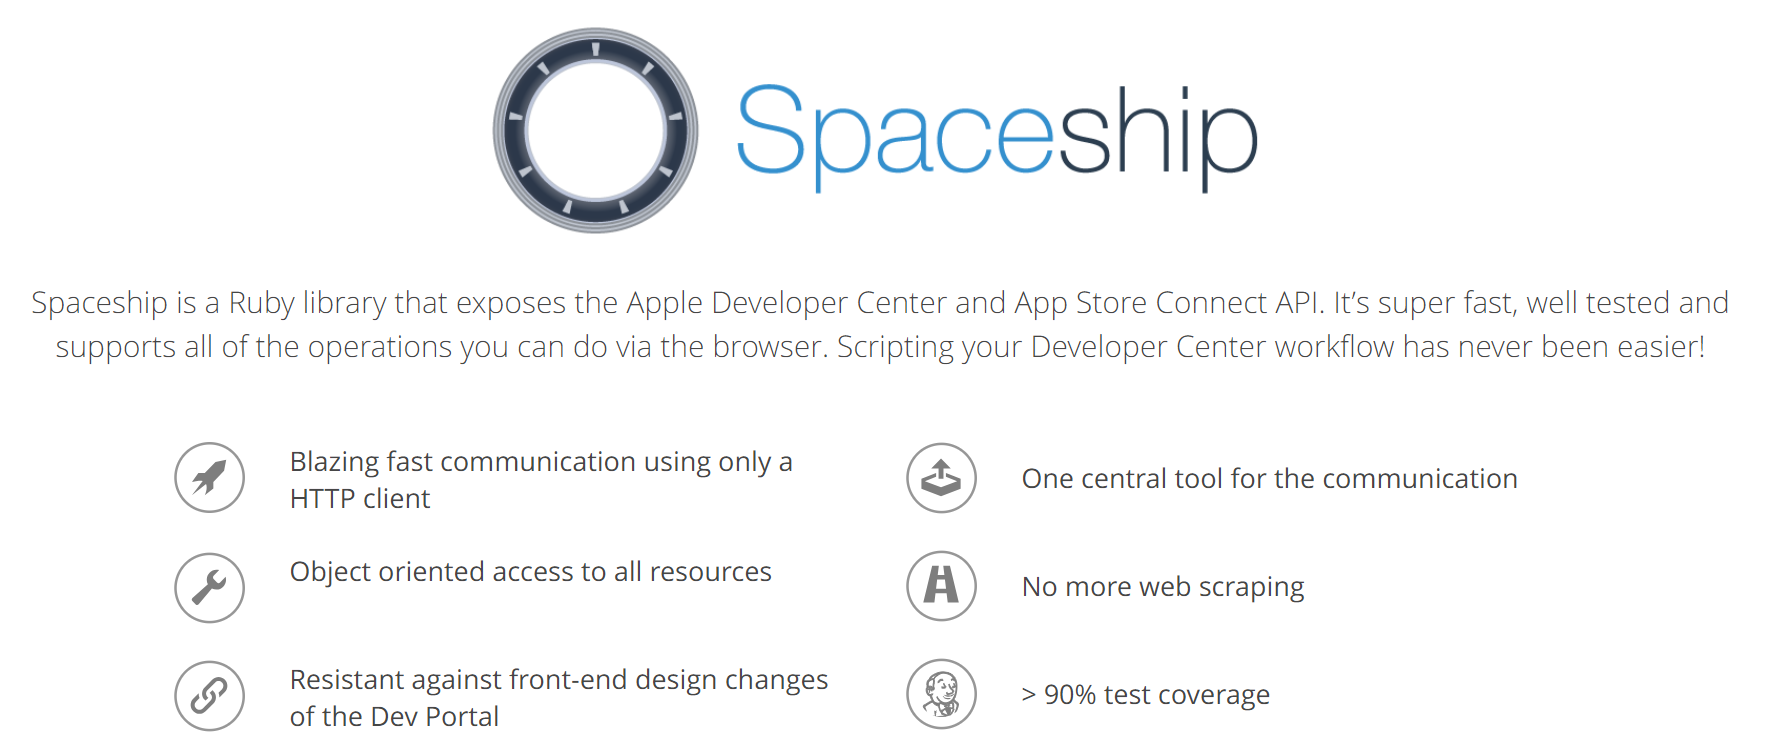 Spaceship
Spaceship is a Ruby library that exposes the Apple Developer Center and App Store Connect API. It’s super fast, well tested and
supports all of the operations you can do via the browser. Scripting your Developer Center workflow has never been easier!
Blazing fast communication using only a
HTTP client
One central tool for the communication
Object oriented access to all resources
No more web scraping
Resistant against front-end design changes
of the Dev Portal
> 90% test coverage